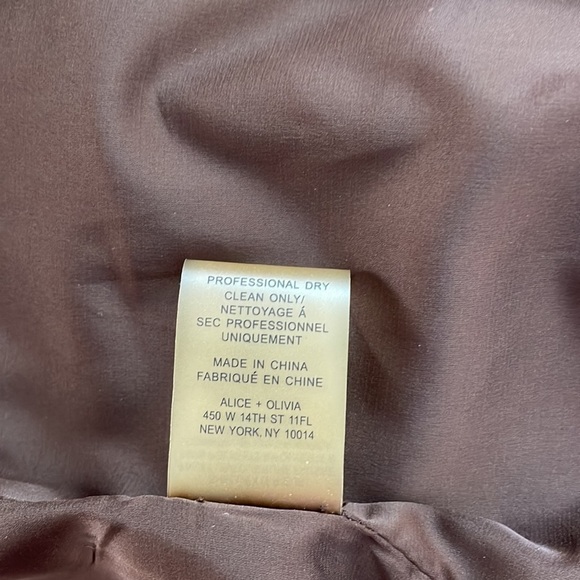 PROFESSIONAL DRY
CLEAN ONLY/
NETTOYAGE Á
SEC PROFESSIONNEL
UNIQUEMENT
MADE IN CHINA
FABRIQUÉ EN CHINE
ALICE + OLIVIA
450 W 14TH ST 11FL
NEW YORK, NY 10014